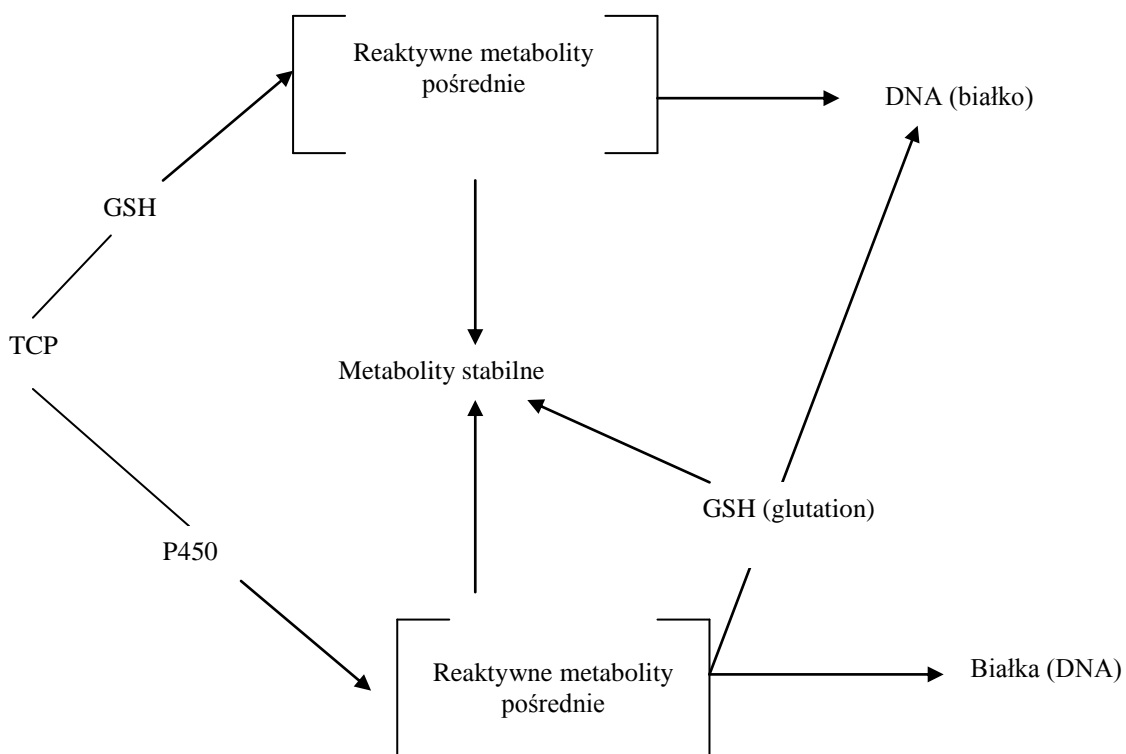 Reaktywne metabolity
pośrednie
DNA (białko)
GSH
TCP
Metabolity stabilne
GSH (glutation)
P450
Reaktywne metabolity
pośrednie
Białka (DNA)